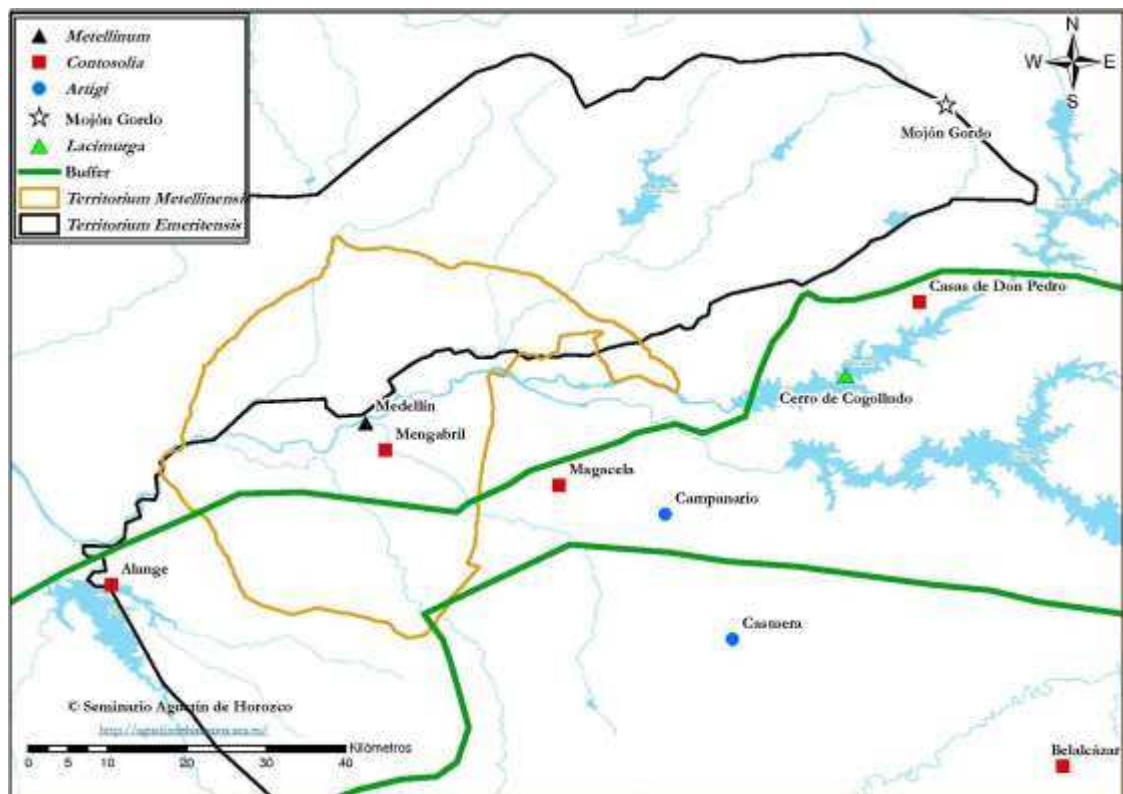 Metellinum
Contosolia
Artigi
Mojón Gordo
Lacimurga
Buffer
Territorium Metellinensis
Territorium Emeritensis
N
W E
S
Mojón Gordo
Casas de Don Pedro
Cerro de Cogolludo
Medellín
Mengabril
Magacela
Campanario
Alange
Castuera
© Seminario Agustín de Horozco
Kilómetros
0 5 10 20 30 40
Belalcázar